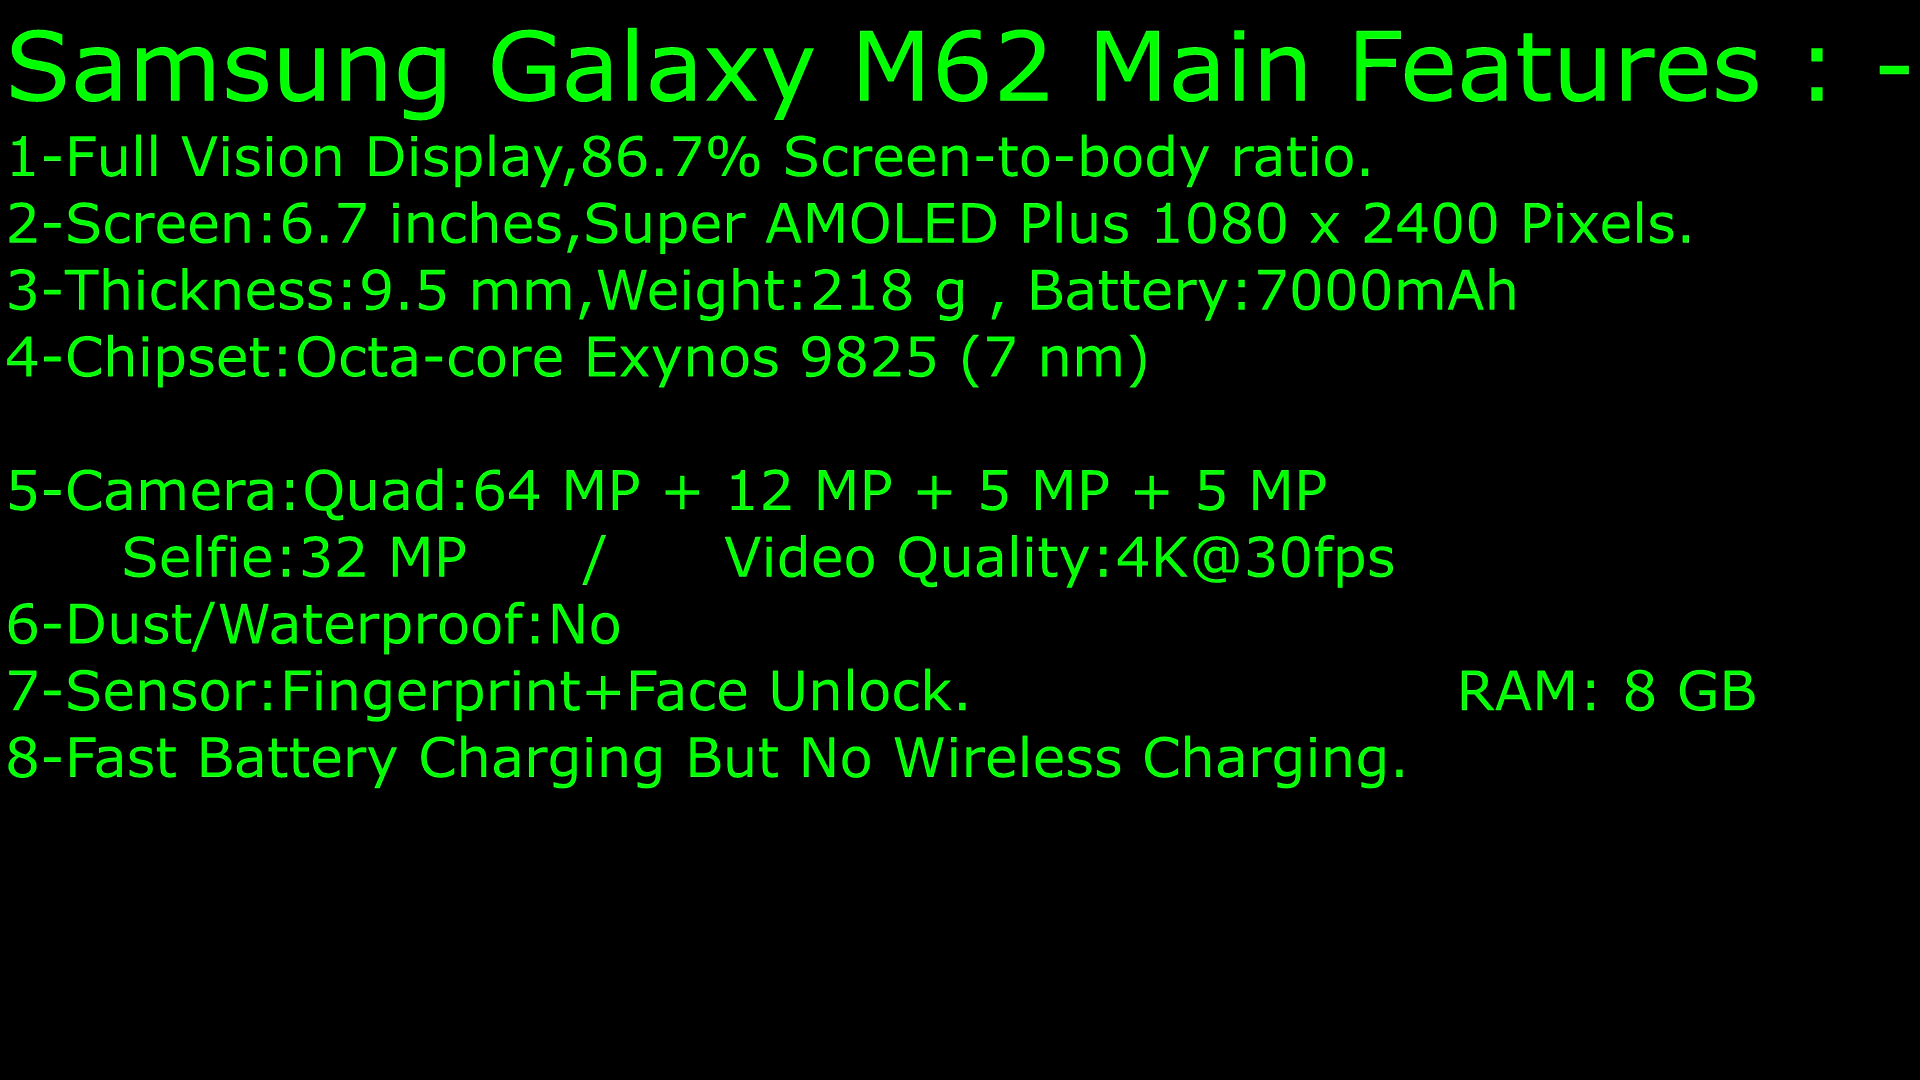 Samsung Galaxy M62 Main Features : -
1-Full Vision Display,86.7% Screen-to-body ratio.
2-Screen:6.7 inches,Super AMOLED Plus 1080 x 2400 Pixels.
3-Thickness:9.5 mm,Weight:218 g , Battery:7000mAh
4-Chipset:Octa-core Exynos 9825 (7 nm)
5-Camera:Quad:64 MP + 12 MP + 5 MP + 5 MP
Selfie:32 MP / Video Quality:4K@30fps
6-Dust/Waterproof:No
7-Sensor:Fingerprint+Face Unlock. RAM: 8 GB
8-Fast Battery Charging But No Wireless Charging.